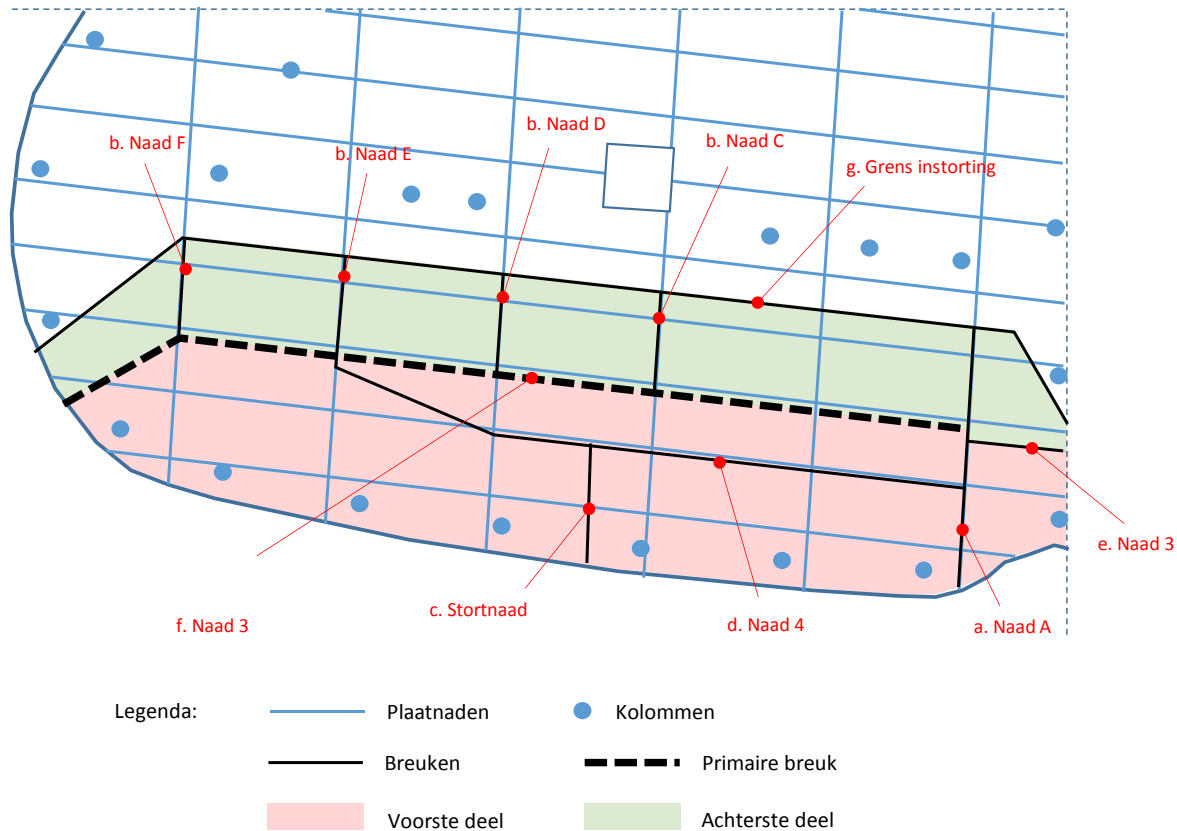 b. Naad F
b. Naad E
b. Naad D
b. Naad C
g. Grens instorting
e. Naad 3
c. Stortnaad
f. Naad 3
d. Naad 4
a. Naad A
Legenda:
Plaatnaden
Kolommen
Breuken
Primaire breuk
Voorste deel
Achterste deel